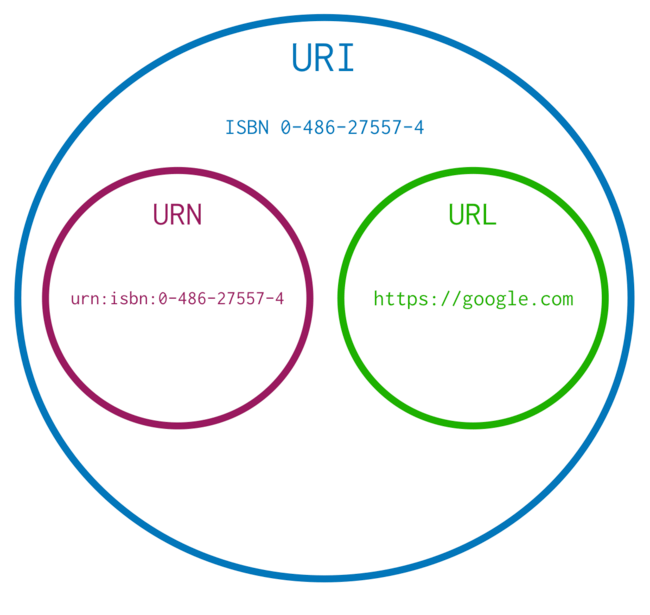 URI
ISBN 0-486-27557-4
URN
URL
urn:isbn:0-486-27557-4
https://google.com